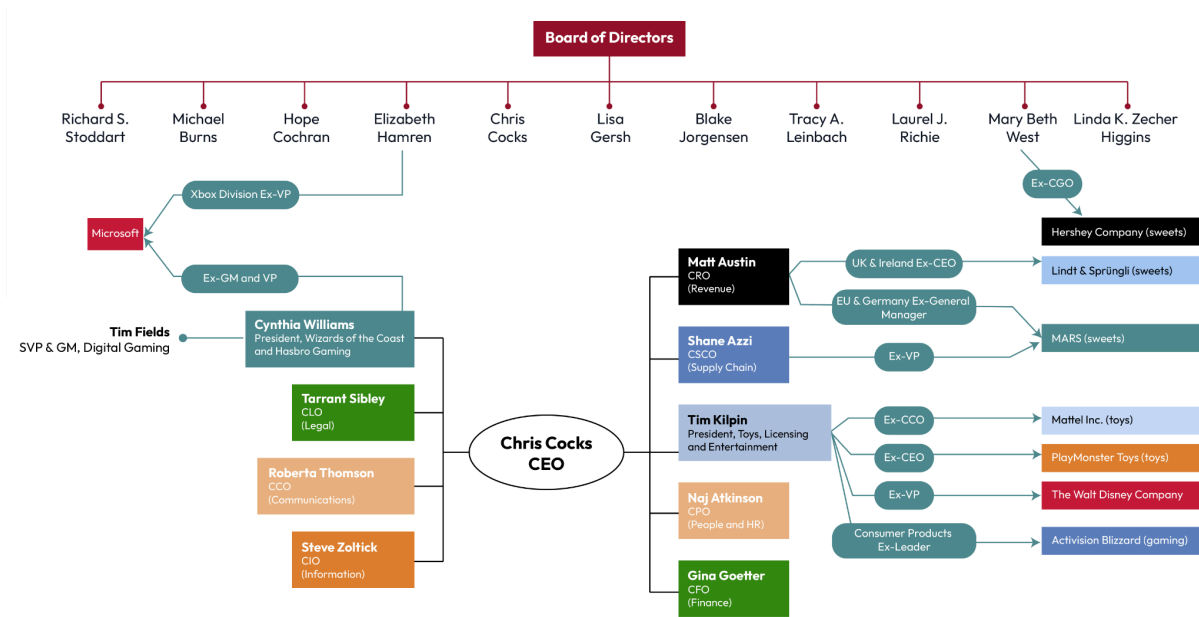 Board of Directors
Richard S.
Stoddart
Michael
Burns
Hope
Cochran
Elizabeth
Hamren
Chris
Cocks
Lisa
Gersh
Blake
Jorgensen
Tracy A.
Leinbach
Laurel J.
Richie
Mary Beth
West
Linda K. Zecher
Higgins
Xbox Division Ex-VP
Ex-CGO
Microsoft
Hershey Company (sweets)
Ex-GM and VP
Matt Austin
CRO
(Revenue)
UK & Ireland Ex-CEO
Lindt & Sprüngli (sweets)
EU & Germany Ex-General
Manager
Tim Fields
SVP & GM, Digital Gaming
Cynthia Williams
President, Wizards of the Coast
and Hasbro Gaming
Shane Azzi
CSCO
(Supply Chain)
Ex-VP
MARS (sweets)
Tarrant Sibley
CLO
(Legal)
Tim Kilpin
President, Toys, Licensing
and Entertainment
Ex-CCO
Mattel Inc. (toys)
Chris Cocks
CEO
Ex-CEO
PlayMonster Toys (toys)
Roberta Thomson
CCO
(Communications)
Naj Atkinson
CPO
(People and HR)
Ex-VP
The Walt Disney Company
Steve Zoltick
CIO
(Information)
Consumer Products
Ex-Leader
Activision Blizzard (gaming)
Gina Goetter
CFO
(Finance)